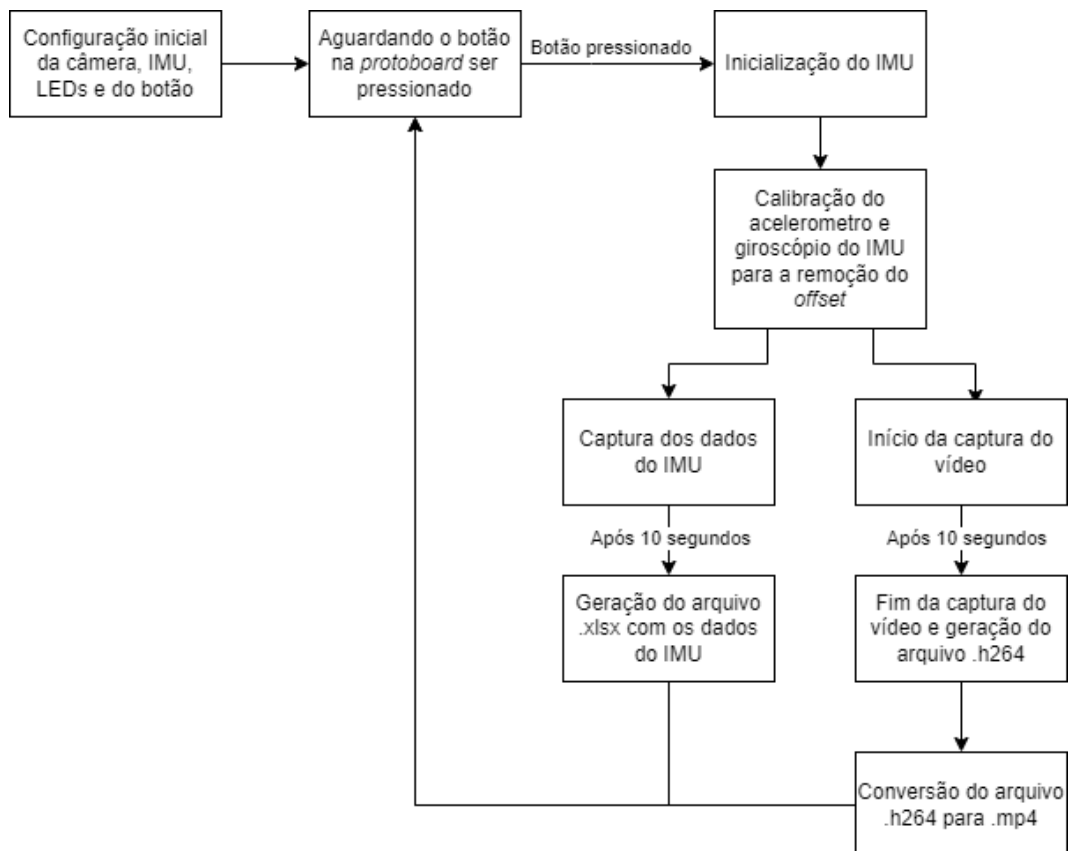 Configuração inicial
da câmera, IMU,
LEDs e do botão
Aguardando o botão
na protoboard ser
pressionado
Botão pressionado
Inicialização do IMU
Calibração do
acelerometro e
giroscópio do IMU
para a remoção do
offset
Captura dos dados
do IMU
Início da captura do
vídeo
Após 10 segundos
Após 10 segundos
Geração do arquivo
.xlsx com os dados
do IMU
Fim da captura do
vídeo e geração do
arquivo .h264
Conversão do arquivo
.h264 para .mp4